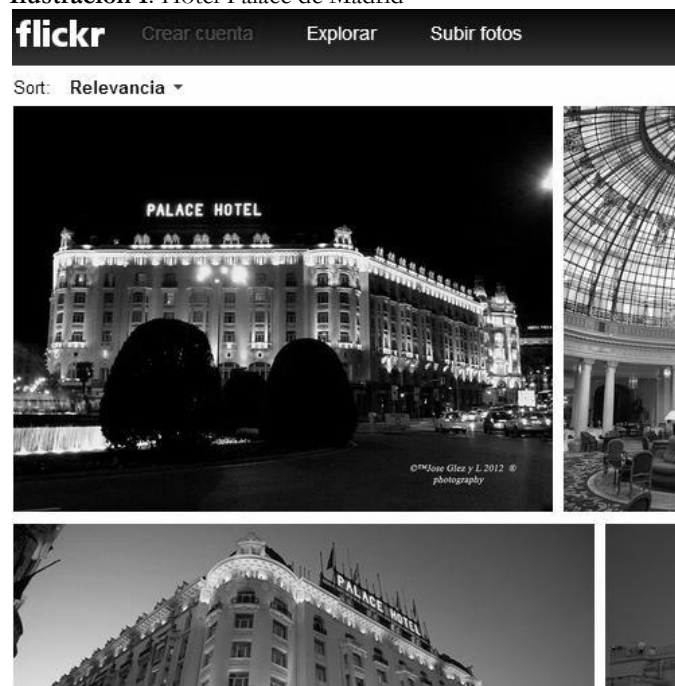 Ilustración 1. Hotel Palace de Madrid
flickr Crear cuenta Explorar Subir fotos
Sort: Relevancia
PALACE HOTEL
©™Jose Glez y L 2012 ®
photography
PALACE HOTEL